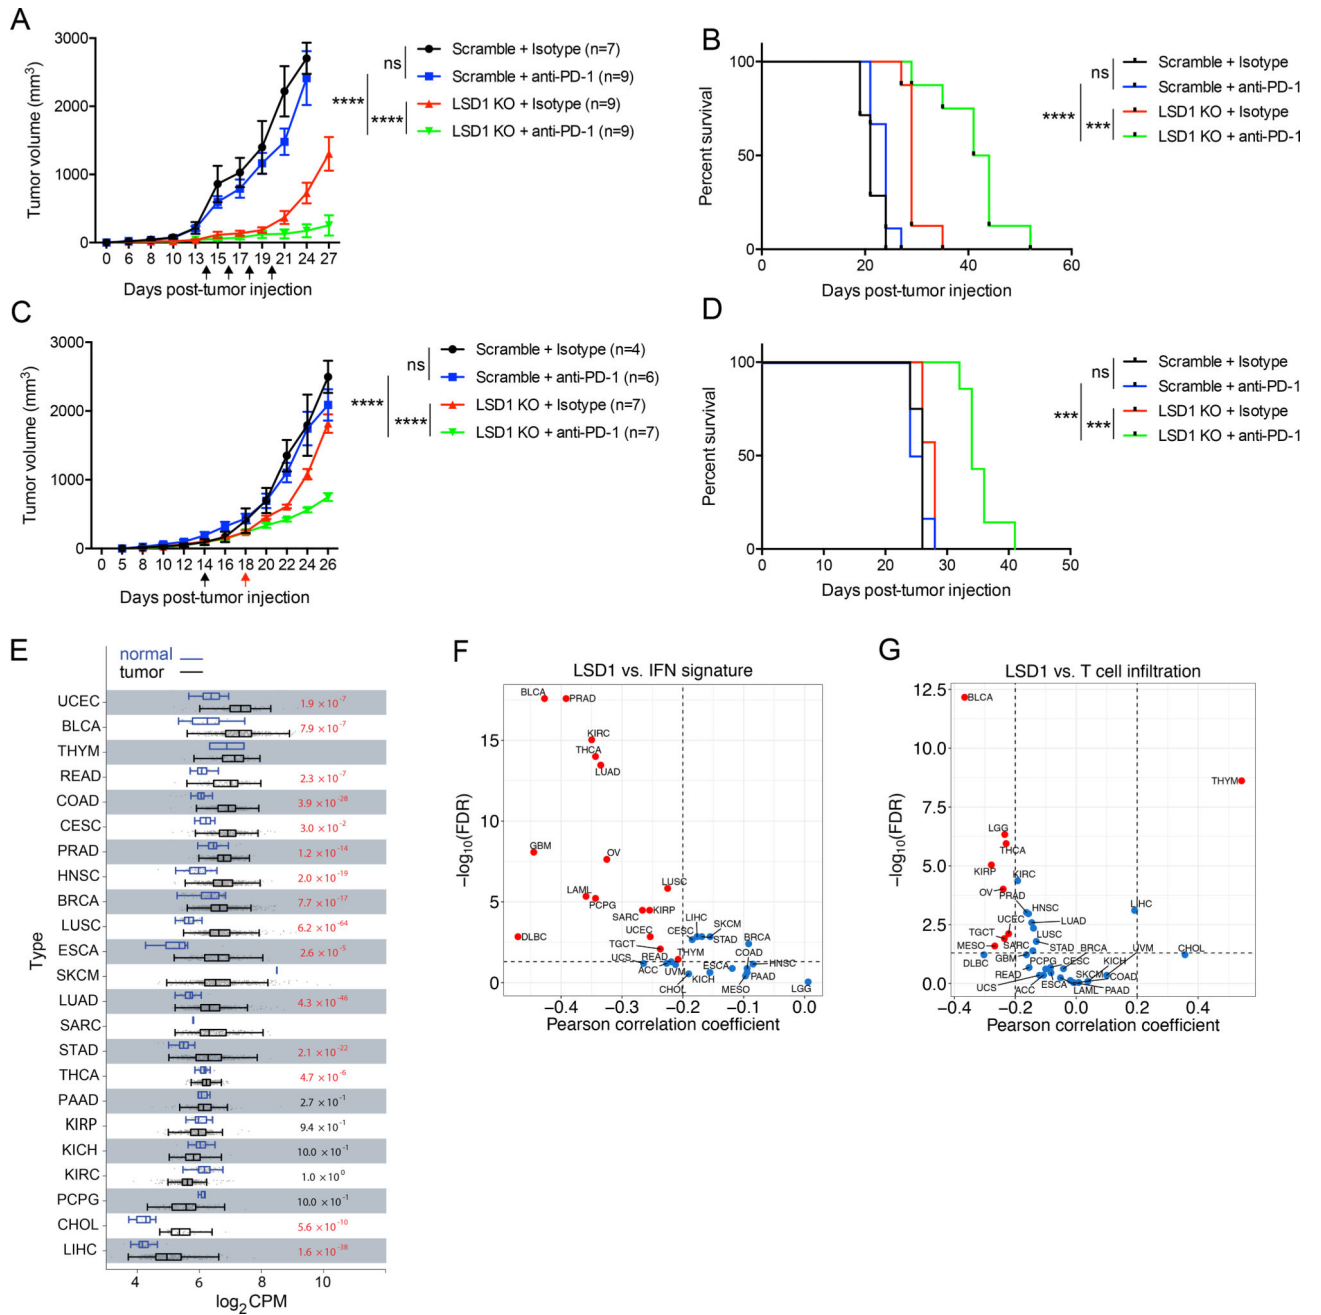 A
Tumor volume (mm³)
3000
2000
1000
0
0 6 8 10 13 15 17 19 21 24 27
Days post-tumor injection
ns
****
****
Scramble + Isotype (n=7)
Scramble + anti-PD-1 (n=9)
LSD1 KO + Isotype (n=9)
LSD1 KO + anti-PD-1 (n=9)
B
Percent survival
100
50
0
0 20 40 60
Days post-tumor injection
ns
****
***
Scramble + Isotype
Scramble + anti-PD-1
LSD1 KO + Isotype
LSD1 KO + anti-PD-1
C
Tumor volume (mm³)
3000
2000
1000
0
0 5 8 10 12 14 16 18 20 22 24 26
Days post-tumor injection
ns
****
****
Scramble + Isotype (n=4)
Scramble + anti-PD-1 (n=6)
LSD1 KO + Isotype (n=7)
LSD1 KO + anti-PD-1 (n=7)
D
Percent survival
100
50
0
0 10 20 30 40 50
Days post-tumor injection
ns
***
***
Scramble + Isotype
Scramble + anti-PD-1
LSD1 KO + Isotype
LSD1 KO + anti-PD-1
E
normal
tumor
Type
UCEC 1.9 × 10⁻⁷
BLCA 7.9 × 10⁻⁷
THYM
READ 2.3 × 10⁻⁷
COAD 3.9 × 10⁻²⁸
CESC 3.0 × 10⁻²
PRAD 1.2 × 10⁻¹⁴
HNSC 2.0 × 10⁻¹⁹
BRCA 7.7 × 10⁻¹⁷
LUSC 6.2 × 10⁻⁶⁴
ESCA 2.6 × 10⁻⁵
SKCM
LUAD 4.3 × 10⁻⁴⁶
SARC
STAD 2.1 × 10⁻²²
THCA 4.7 × 10⁻⁶
PAAD 2.7 × 10⁻¹
KIRP 9.4 × 10⁻¹
KICH 10.0 × 10⁻¹
KIRC 1.0 × 10⁰
PCPG 10.0 × 10⁻¹
CHOL 5.6 × 10⁻¹⁰
LIHC 1.6 × 10⁻³⁸
4 6 8 10
log₂CPM
F
LSD1 vs. IFN signature
−log₁₀(FDR)
15
10
5
0
BLCA
PRAD
KIRC
THCA
LUAD
GBM
OV
LUSC
LAML
PCPG
SARC
KIRP
DLBC
UCEC
LIHC
SKCM
CESC
STAD
TGCT
BRCA
READ
THYM
COAD
UCS
ACC
UVM
ESCA
HNSC
CHOL
KICH
MESO
PAAD
UGEC
−0.4 −0.3 −0.2 −0.1 0.0
Pearson correlation coefficient
G
LSD1 vs. T cell infiltration
−log₁₀(FDR)
12.5
10.0
7.5
5.0
2.5
0.0
BLCA
THYM
LGG
THCA
KIRP
KIRC
OV
PRAD
HNSC
LIHC
UCEC
LUAD
TGCT
LUSC
MESO
SARC
STAD
BRCA
UVM
CHOL
DLBC
GBM
PCPG
CESC
KICH
READ
SKCM
COAD
UCS
ACC
ESCA
LAML
PAAD
−0.4 −0.2 0.0 0.2 0.4
Pearson correlation coefficient